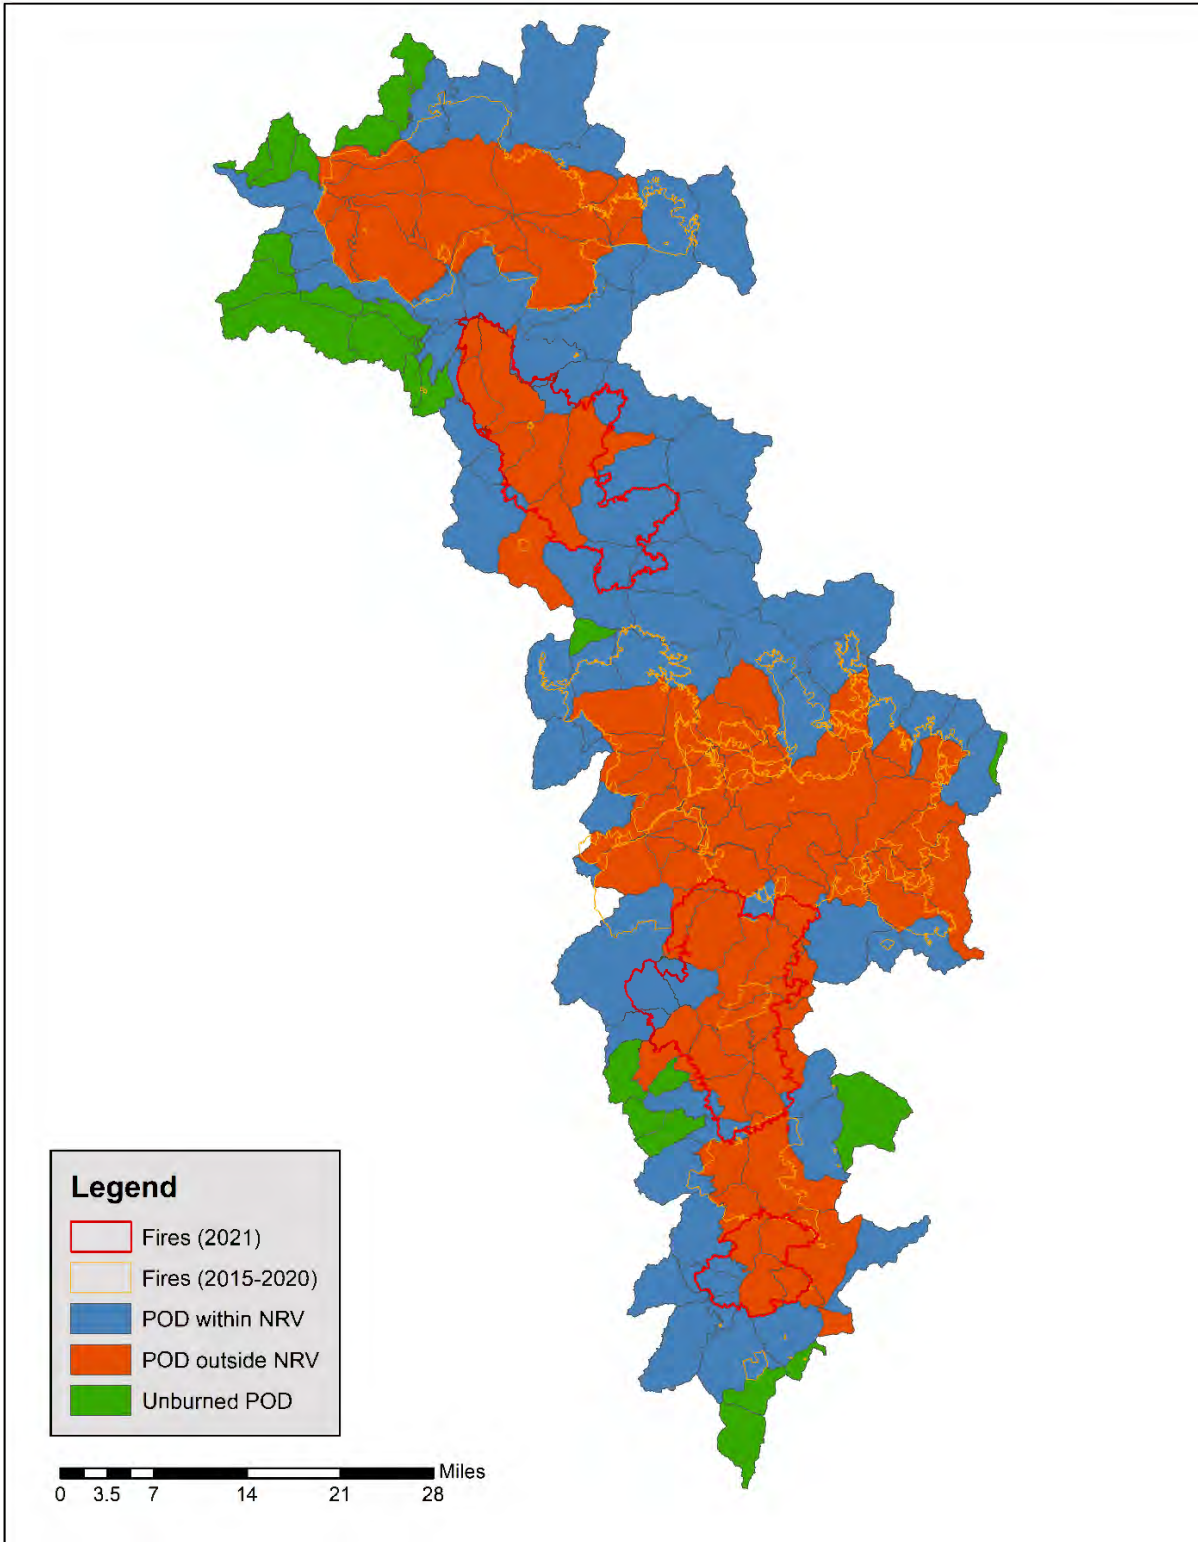 Legend
Fires (2021)
Fires (2015-2020)
POD within NRV
POD outside NRV
Unburned POD
Miles
0 3.5 7 14 21 28